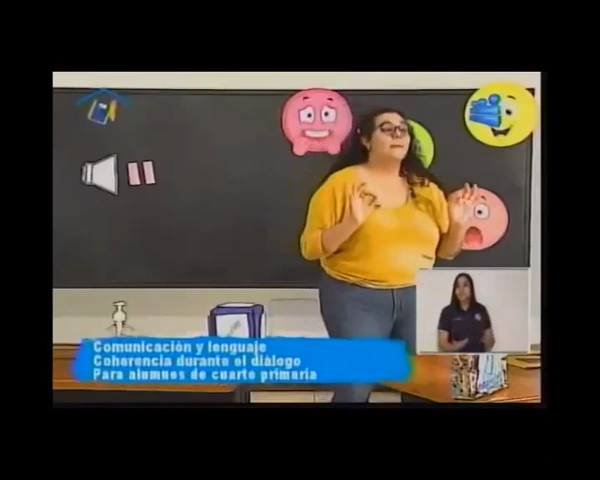 Comunicación y lenguaje
Coherencia durante el diálogo
Para alumnos de cuarto primaria